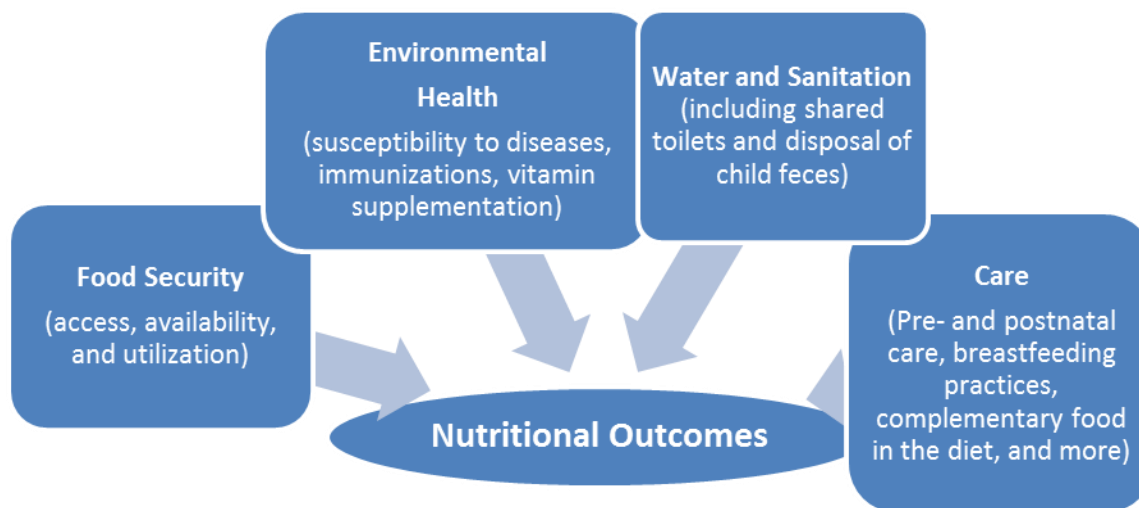 Environmental
Health
(susceptibility to diseases,
immunizations, vitamin
supplementation)
Water and Sanitation
(including shared
toilets and disposal of
child feces)
Food Security
(access, availability,
and utilization)
Care
(Pre- and postnatal
care, breastfeeding
practices,
complementary food
in the diet, and more)
Nutritional Outcomes